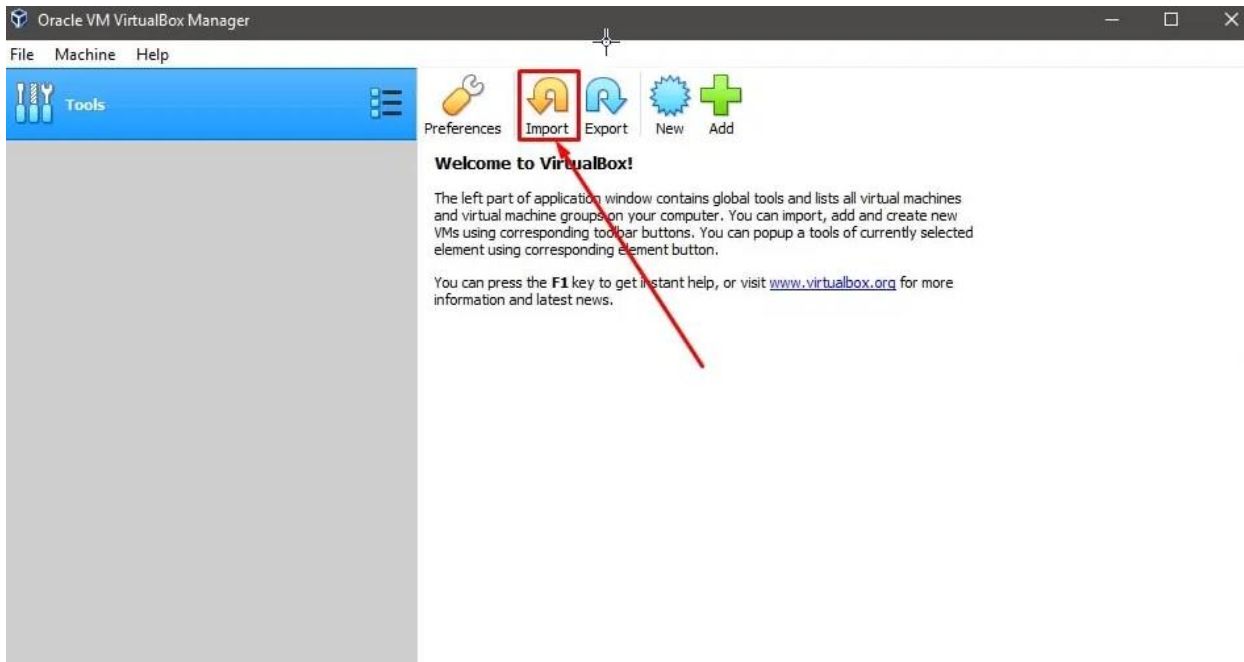 Oracle VM VirtualBox Manager
File Machine Help
Tools
Preferences Import Export New Add
Welcome to VirtualBox!
The left part of application window contains global tools and lists all virtual machines
and virtual machine groups on your computer. You can import, add and create new
VMs using corresponding toolbar buttons. You can popup a tools of currently selected
element using corresponding element button.
You can press the F1 key to get instant help, or visit www.virtualbox.org for more
information and latest news.